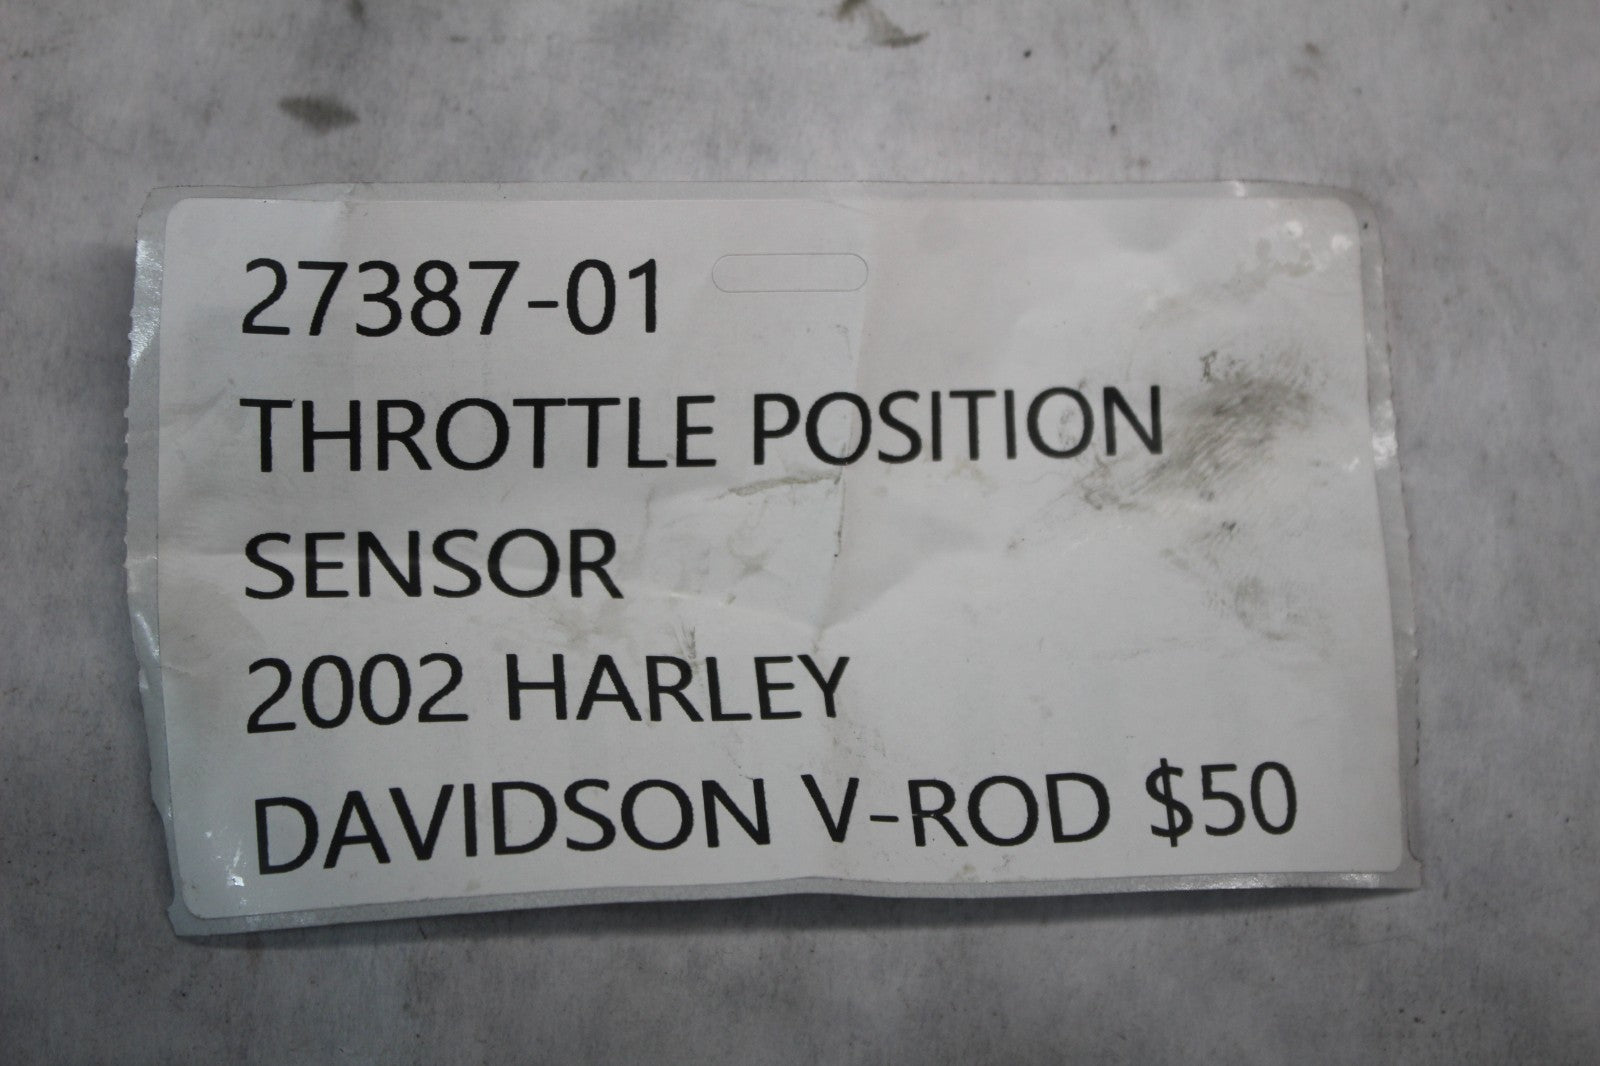 27387-01
THROTTLE POSITION
SENSOR
2002 HARLEY
DAVIDSON V-ROD $50